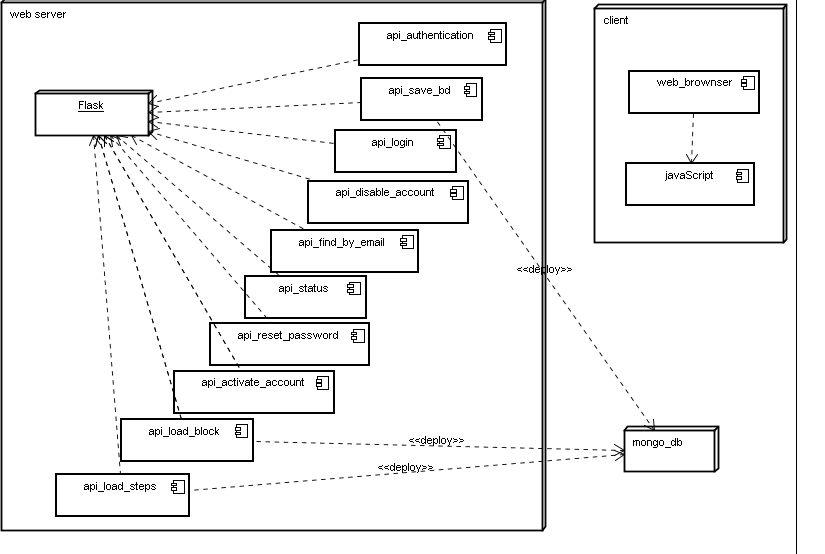 web server
client
api_authentication
web_brownser
api_save_bd
Flask
api_login
javaScript
api_disable_account
api_find_by_email
<<deploy>>
api_status
api_reset_password
api_activate_account
api_load_block
<<deploy>>
mongo_db
<<deploy>>
api_load_steps